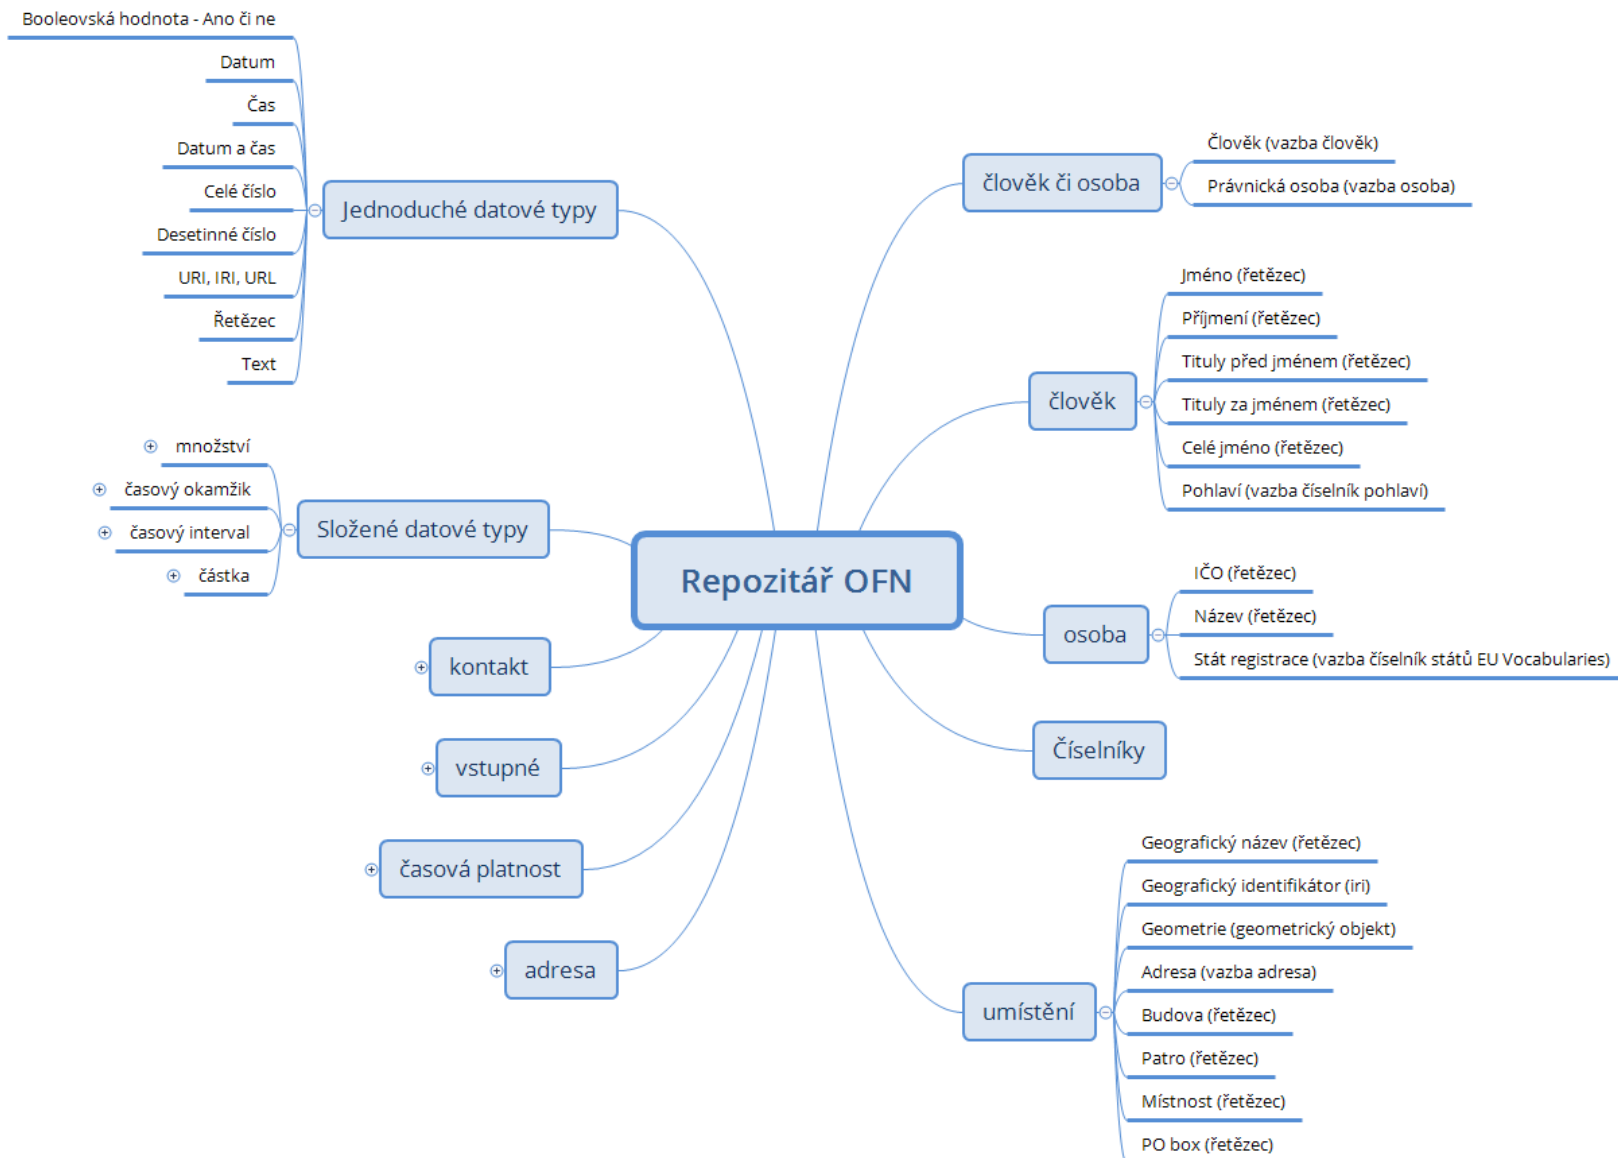 Booleovská hodnota - Ano či ne
Datum
Čas
Datum a čas
Celé číslo
Desetinné číslo
URI, IRI, URL
Řetězec
Text
Jednoduché datové typy
množství
časový okamžik
časový interval
částka
Složené datové typy
kontakt
vstupné
časová platnost
adresa
Repozitář OFN
člověk či osoba
Člověk (vazba člověk)
Právnická osoba (vazba osoba)
člověk
Jméno (řetězec)
Příjmení (řetězec)
Tituly před jménem (řetězec)
Tituly za jménem (řetězec)
Celé jméno (řetězec)
Pohlaví (vazba číselník pohlaví)
osoba
IČO (řetězec)
Název (řetězec)
Stát registrace (vazba číselník států EU Vocabularies)
Číselníky
umístění
Geografický název (řetězec)
Geografický identifikátor (iri)
Geometrie (geometrický objekt)
Adresa (vazba adresa)
Budova (řetězec)
Patro (řetězec)
Místnost (řetězec)
PO box (řetězec)